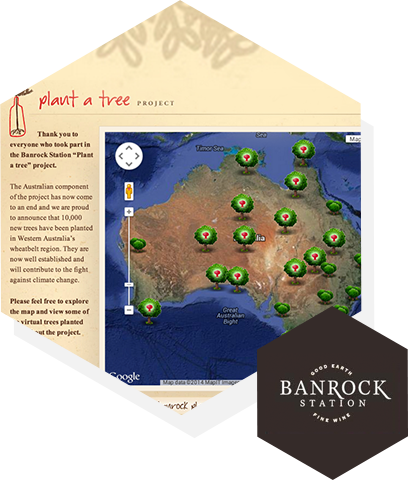 plant a tree PROJECT
Thank you to
everyone who took part in
the Banrock Station "Plant
a tree" project.
The Australian component
of the project has now come
to an end and we are proud
to announce that 10,000
new trees have been planted
in Western Australia's
wheatbelt region. They are
now well established and
will contribute to the fight
against climate change.
Please feel free to explore
the map and view some of
virtual trees planted
out the project.
Timor Sea
Sea
Map
Great
Australian
Bight
Google
Map data ©2014 MapIT
GOOD EARTH
BANROCK
STATION
FINE WINE